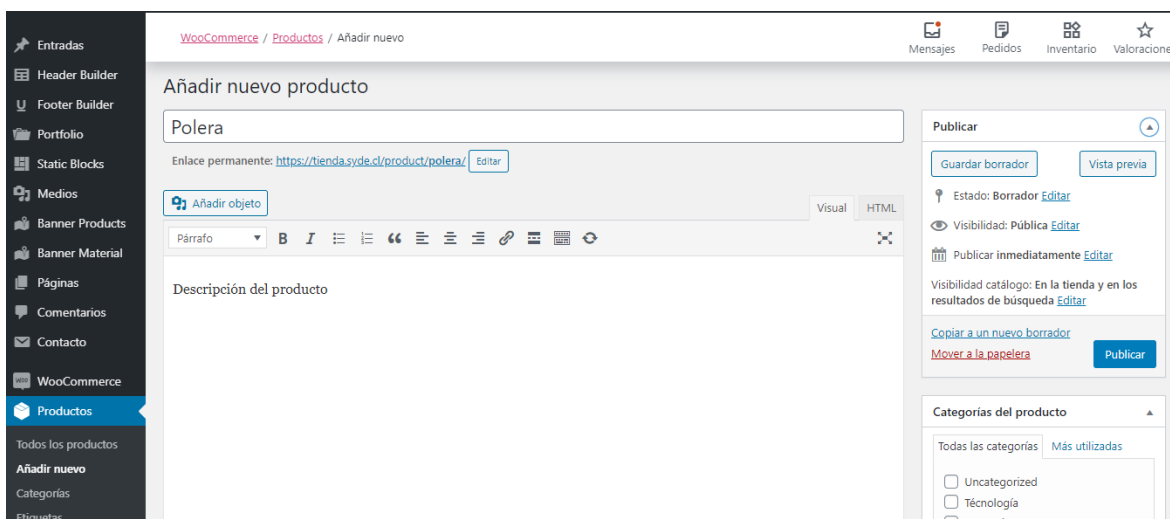 Entradas
Header Builder
Footer Builder
Portfolio
Static Blocks
Medios
Banner Products
Banner Material
Páginas
Comentarios
Contacto
WooCommerce
Productos
Todos los productos
Añadir nuevo
Categorías
Etiquetas
WooCommerce / Productos / Añadir nuevo
Mensajes Pedidos Inventario Valoracione
Añadir nuevo producto
Polera
Enlace permanente: https://tienda.syde.cl/product/polera/ Editar
Añadir objeto
Visual HTML
Párrafo
Descripción del producto
Publicar
Guardar borrador Vista previa
Estado: Borrador Editar
Visibilidad: Pública Editar
Publicar inmediatamente Editar
Visibilidad catálogo: En la tienda y en los
resultados de búsqueda Editar
Copiar a un nuevo borrador
Mover a la papelera Publicar
Categorías del producto
Todas las categorías Más utilizadas
Uncategorized
Técnología